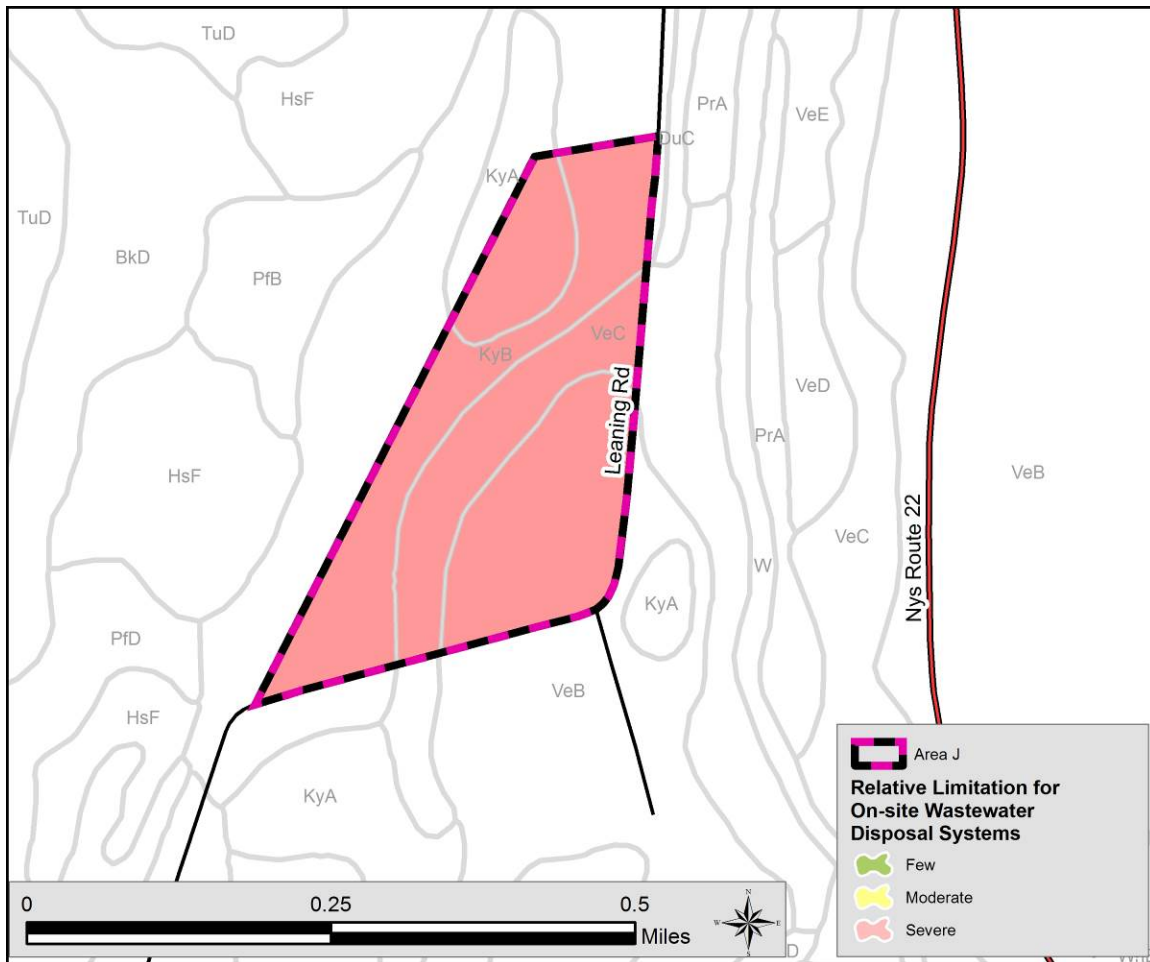 TuD
HsF
PrA
VeE
DuC
KyA
TuD
BkD
PfB
VeC
KyB
VeD
Leaning Rd
PrA
HsF
VeB
VeC
Nys Route 22
W
KyA
PfD
VeB
HsF
KyA
Area J
Relative Limitation for
On-site Wastewater
Disposal Systems
Few
Moderate
Severe
0 0.25 0.5
Miles
N
W E
S
D